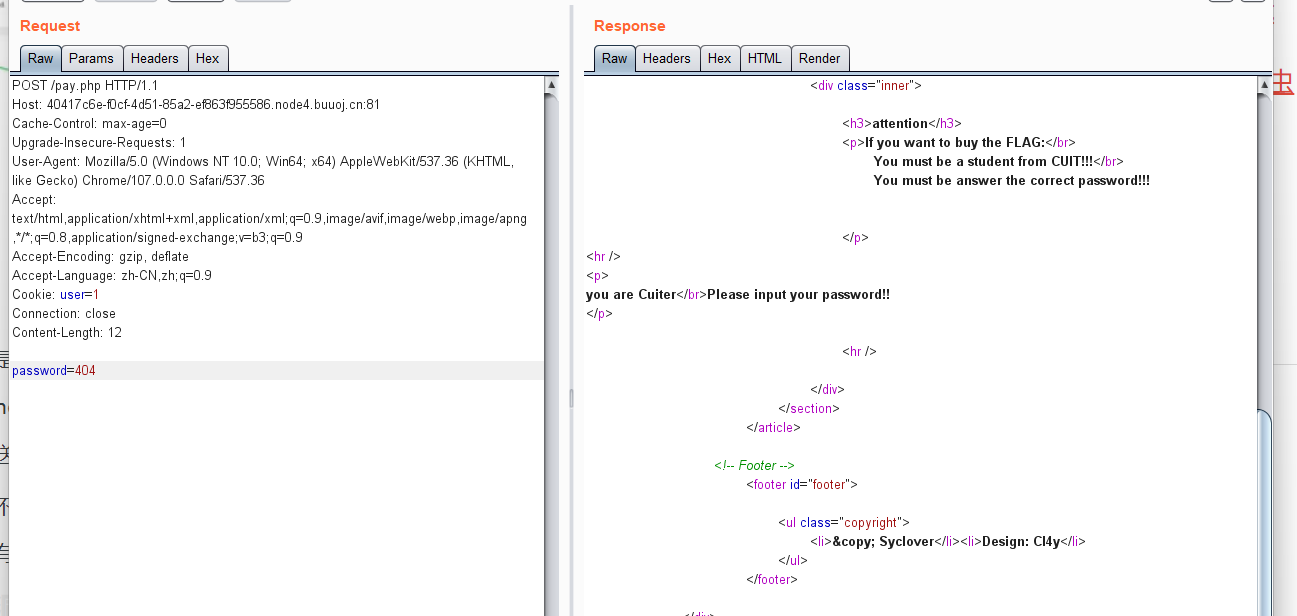 Request
Raw Params Headers Hex
POST /pay.php HTTP/1.1
Host: 40417c6e-f0cf-4d51-85a2-ef863f955586.node4.buuoj.cn:81
Cache-Control: max-age=0
Upgrade-Insecure-Requests: 1
User-Agent: Mozilla/5.0 (Windows NT 10.0; Win64; x64) AppleWebKit/537.36 (KHTML,
like Gecko) Chrome/107.0.0.0 Safari/537.36
Accept:
text/html,application/xhtml+xml,application/xml;q=0.9,image/avif,image/webp,image/apng
,*/*;q=0.8,application/signed-exchange;v=b3;q=0.9
Accept-Encoding: gzip, deflate
Accept-Language: zh-CN,zh;q=0.9
Cookie: user=1
Connection: close
Content-Length: 12
password=404
Response
Raw Headers Hex HTML Render
<div class="inner">
<h3>attention</h3>
<p>If you want to buy the FLAG:</br>
You must be a student from CUIT!!!</br>
You must be answer the correct password!!!
</p>
<hr />
<p>
you are Cuiter</br>Please input your password!!
</p>
<hr />
</div>
</section>
</article>
<!-- Footer -->
<footer id="footer">
<ul class="copyright">
<li>&copy; Syclover</li><li>Design: Cl4y</li>
</ul>
</footer>
</div>
虫